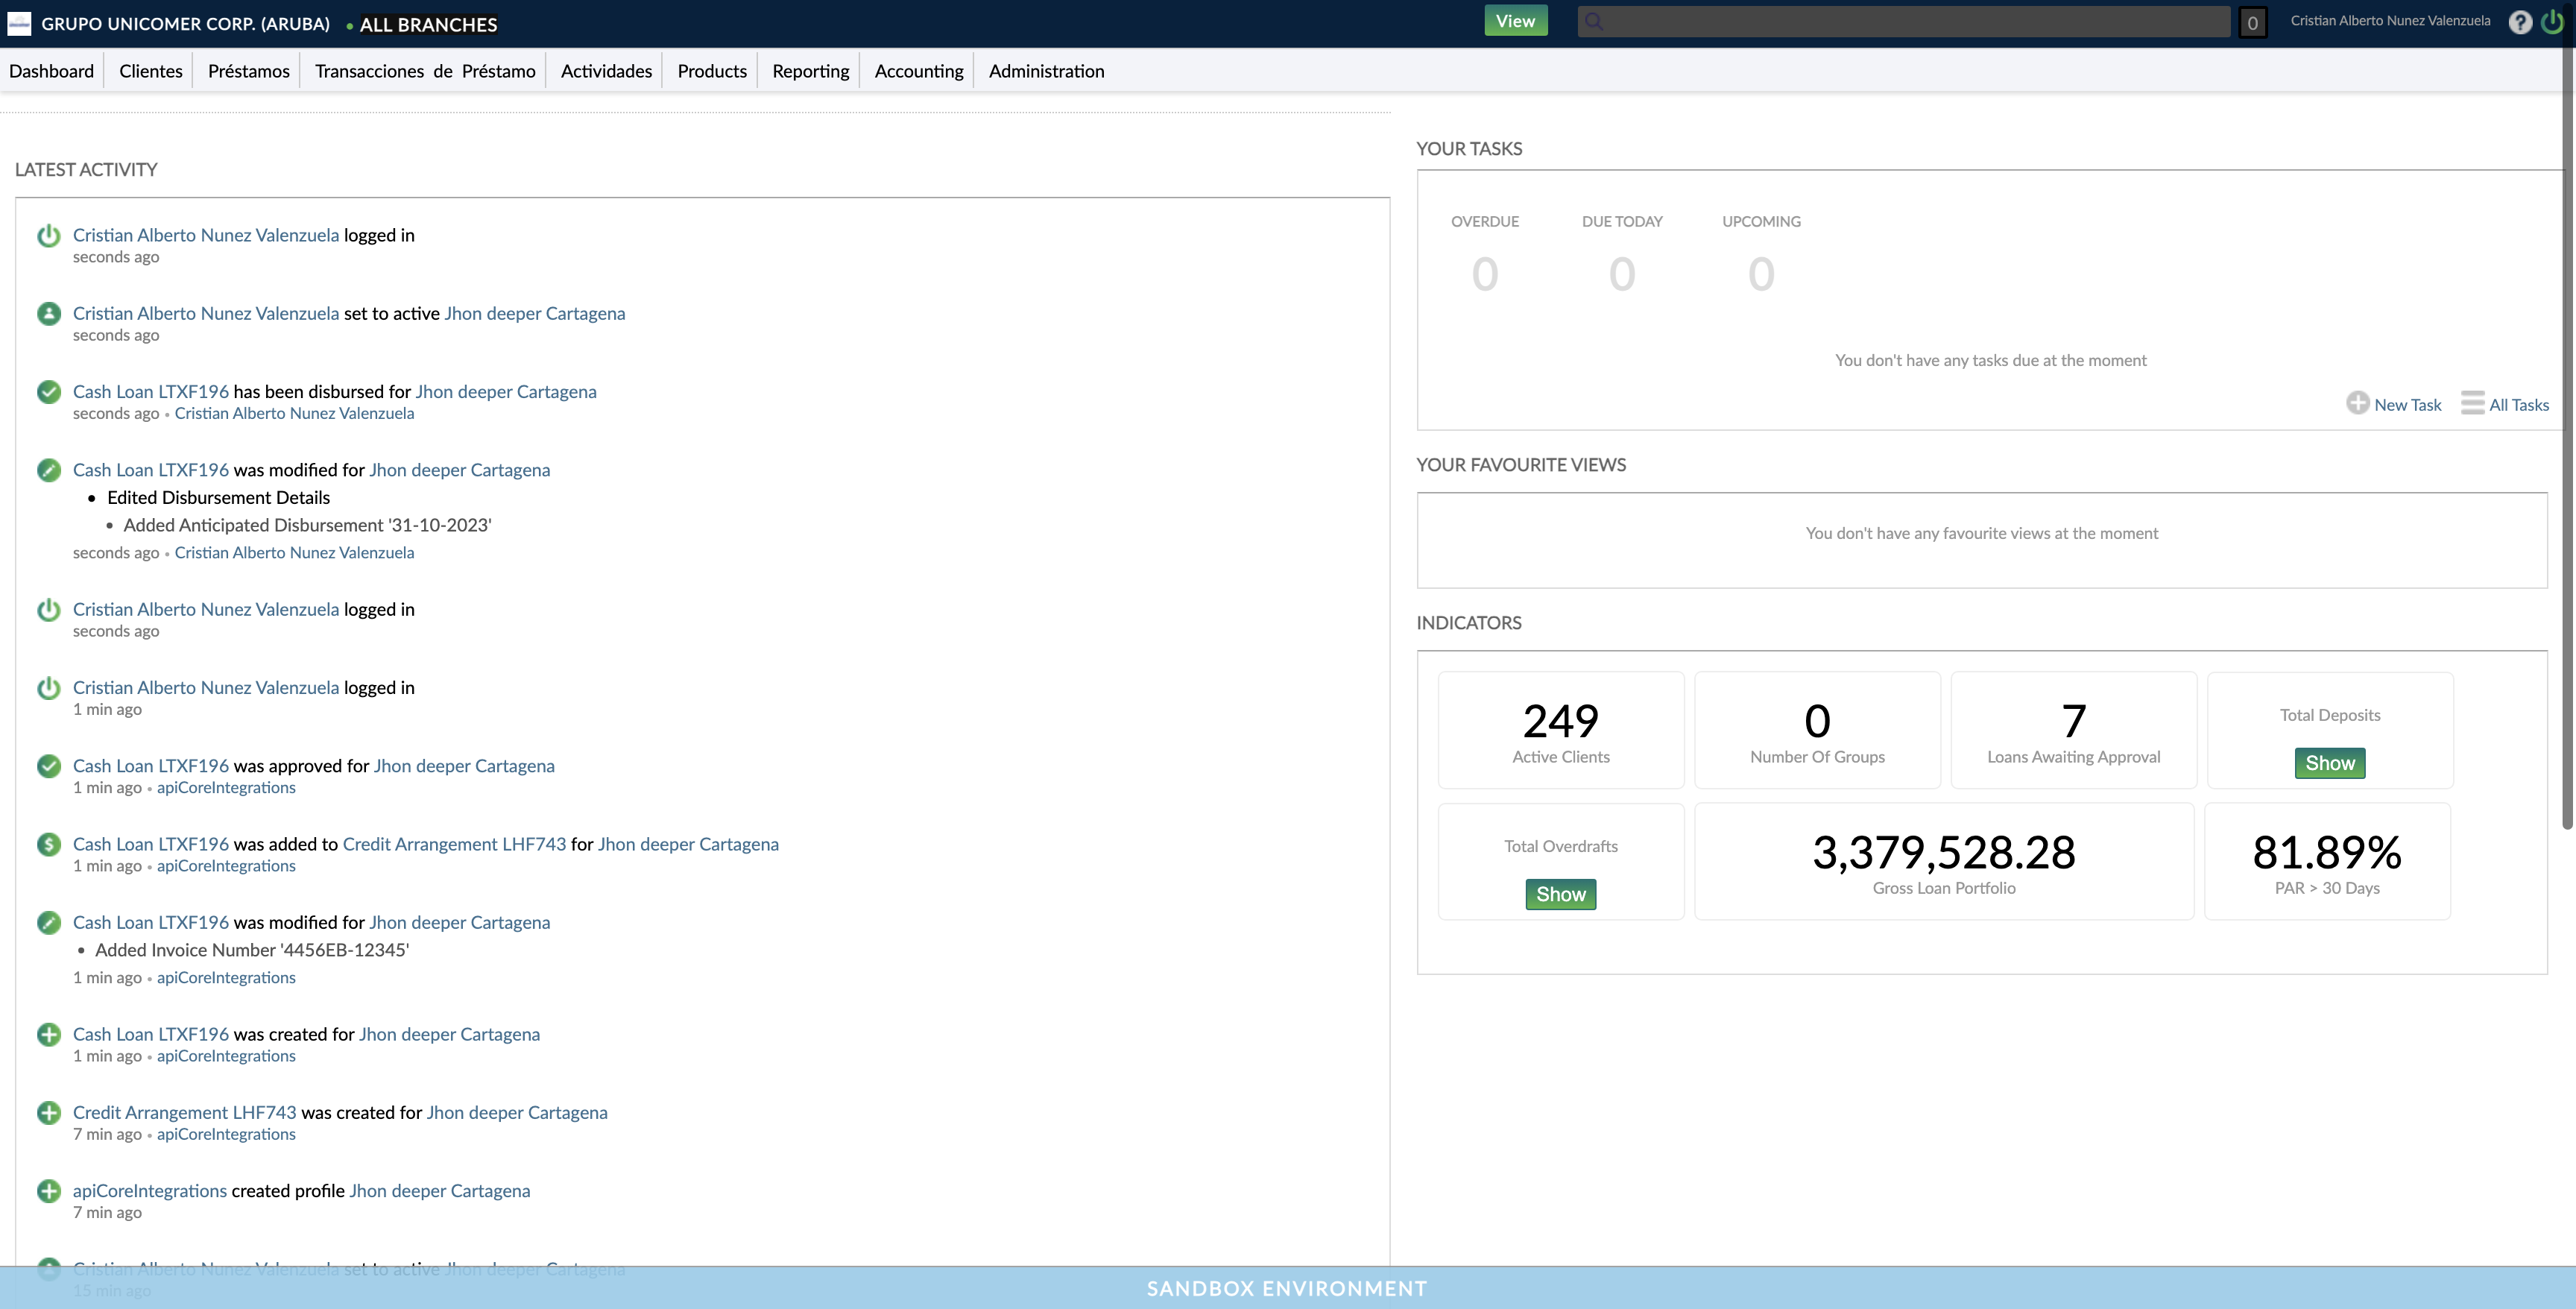 GRUPO UNICOMER CORP. (ARUBA) • ALL BRANCHES
View
0
Cristian Alberto Nunez Valenzuela
?
Dashboard
Clientes
Préstamos
Transacciones de Préstamo
Actividades
Products
Reporting
Accounting
Administration
LATEST ACTIVITY
Cristian Alberto Nunez Valenzuela logged in
seconds ago
Cristian Alberto Nunez Valenzuela set to active Jhon deeper Cartagena
seconds ago
Cash Loan LTXF196 has been disbursed for Jhon deeper Cartagena
seconds ago • Cristian Alberto Nunez Valenzuela
Cash Loan LTXF196 was modified for Jhon deeper Cartagena
• Edited Disbursement Details
• Added Anticipated Disbursement '31-10-2023'
seconds ago • Cristian Alberto Nunez Valenzuela
Cristian Alberto Nunez Valenzuela logged in
seconds ago
Cristian Alberto Nunez Valenzuela logged in
1 min ago
Cash Loan LTXF196 was approved for Jhon deeper Cartagena
1 min ago • apiCoreIntegrations
Cash Loan LTXF196 was added to Credit Arrangement LHF743 for Jhon deeper Cartagena
1 min ago • apiCoreIntegrations
Cash Loan LTXF196 was modified for Jhon deeper Cartagena
• Added Invoice Number '4456EB-12345'
1 min ago • apiCoreIntegrations
Cash Loan LTXF196 was created for Jhon deeper Cartagena
1 min ago • apiCoreIntegrations
Credit Arrangement LHF743 was created for Jhon deeper Cartagena
7 min ago • apiCoreIntegrations
apiCoreIntegrations created profile Jhon deeper Cartagena
7 min ago
Cristian Alberto Nunez Valenzuela set to active Jhon deeper Cartagena
15 min ago
YOUR TASKS
OVERDUE
DUE TODAY
UPCOMING
0
0
0
You don't have any tasks due at the moment
New Task
All Tasks
YOUR FAVOURITE VIEWS
You don't have any favourite views at the moment
INDICATORS
249
Active Clients
0
Number Of Groups
7
Loans Awaiting Approval
Total Deposits
Show
Total Overdrafts
Show
3,379,528.28
Gross Loan Portfolio
81.89%
PAR > 30 Days
SANDBOX ENVIRONMENT